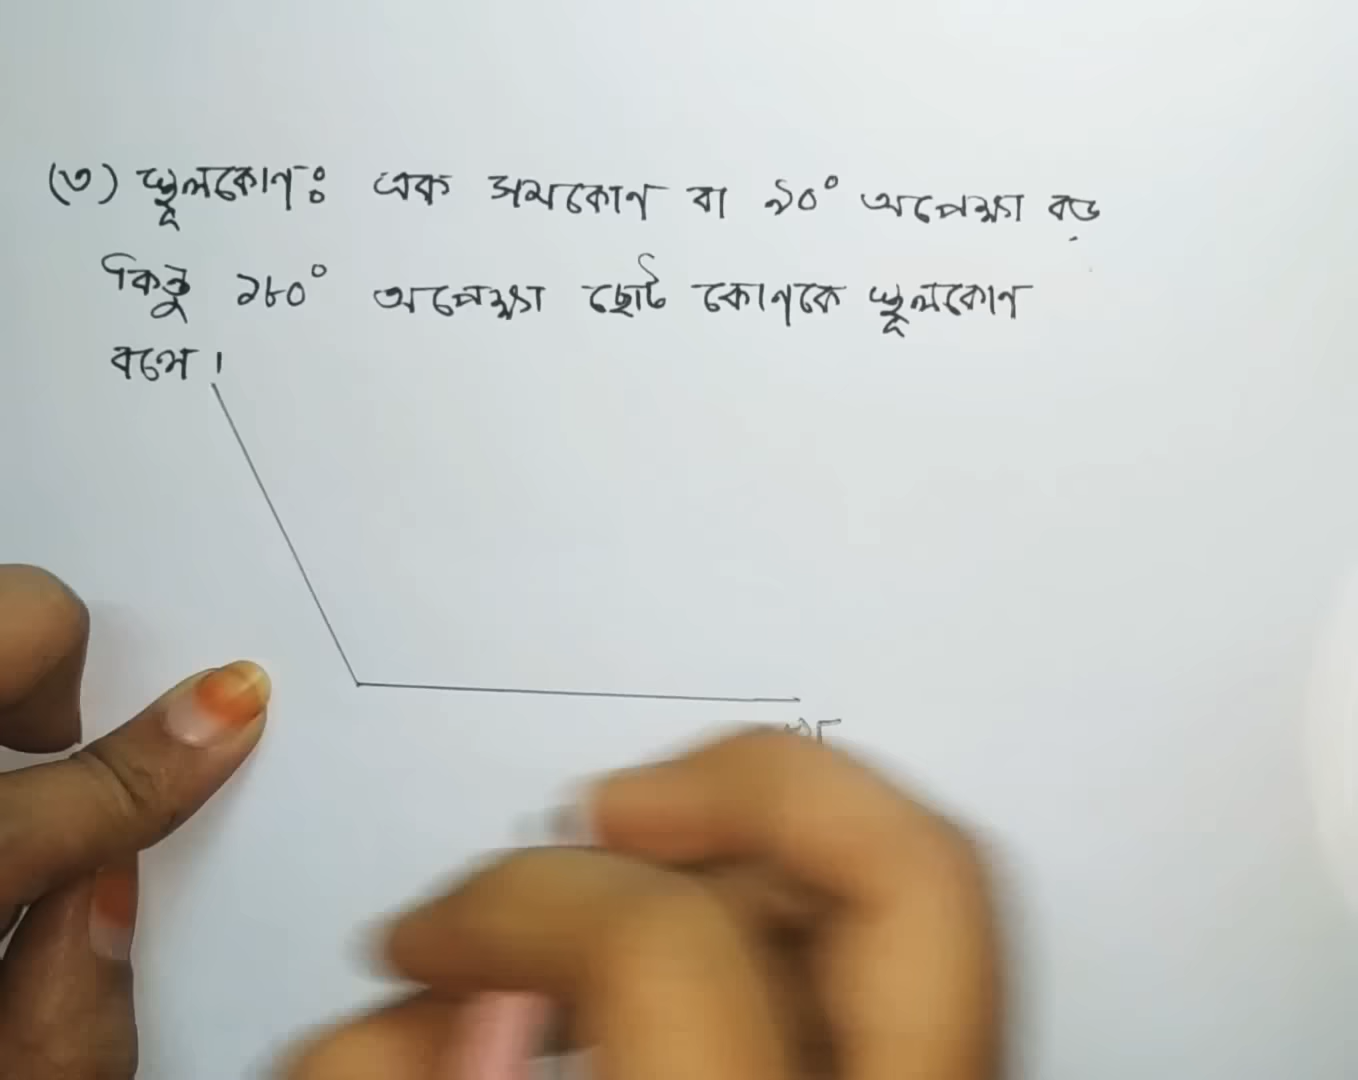 (৩) স্থূলকোণঃ এক সমকোণ বা ৯০° অপেক্ষা বড়
কিন্তু ১৮০° অপেক্ষা ছোট কোণকে স্থূলকোণ
বলে।